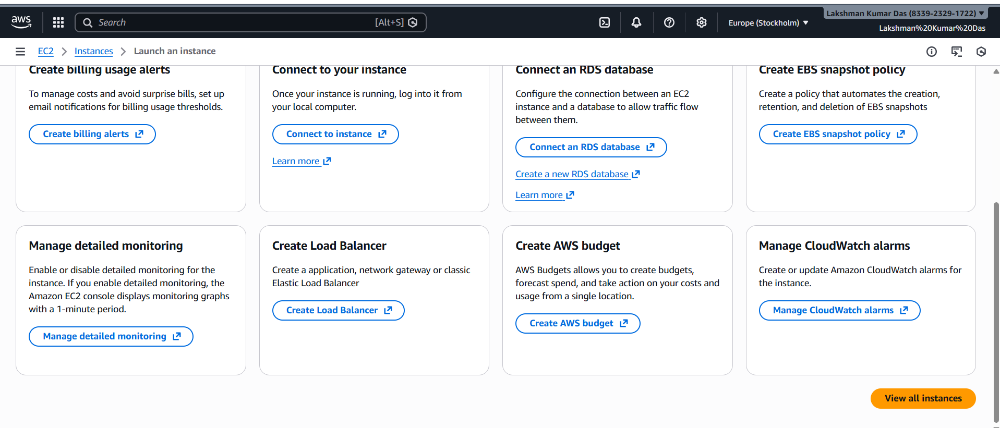 aws
Search
[Alt+S]
Europe (Stockholm)
Lakshman Kumar Das (8339-2329-1722)
Lakshman%20Kumar%20Das
EC2
Instances
Launch an instance
Create billing usage alerts
To manage costs and avoid surprise bills, set up
email notifications for billing usage thresholds.
Create billing alerts
Connect to your instance
Once your instance is running, log into it from
your local computer.
Connect to instance
Learn more
Connect an RDS database
Configure the connection between an EC2
instance and a database to allow traffic flow
between them.
Connect an RDS database
Create a new RDS database
Learn more
Create EBS snapshot policy
Create a policy that automates the creation,
retention, and deletion of EBS snapshots
Create EBS snapshot policy
Manage detailed monitoring
Enable or disable detailed monitoring for the
instance. If you enable detailed monitoring, the
Amazon EC2 console displays monitoring graphs
with a 1-minute period.
Manage detailed monitoring
Create Load Balancer
Create a application, network gateway or classic
Elastic Load Balancer
Create Load Balancer
Create AWS budget
AWS Budgets allows you to create budgets,
forecast spend, and take action on your costs and
usage from a single location.
Create AWS budget
Manage CloudWatch alarms
Create or update Amazon CloudWatch alarms for
the instance.
Manage CloudWatch alarms
View all instances